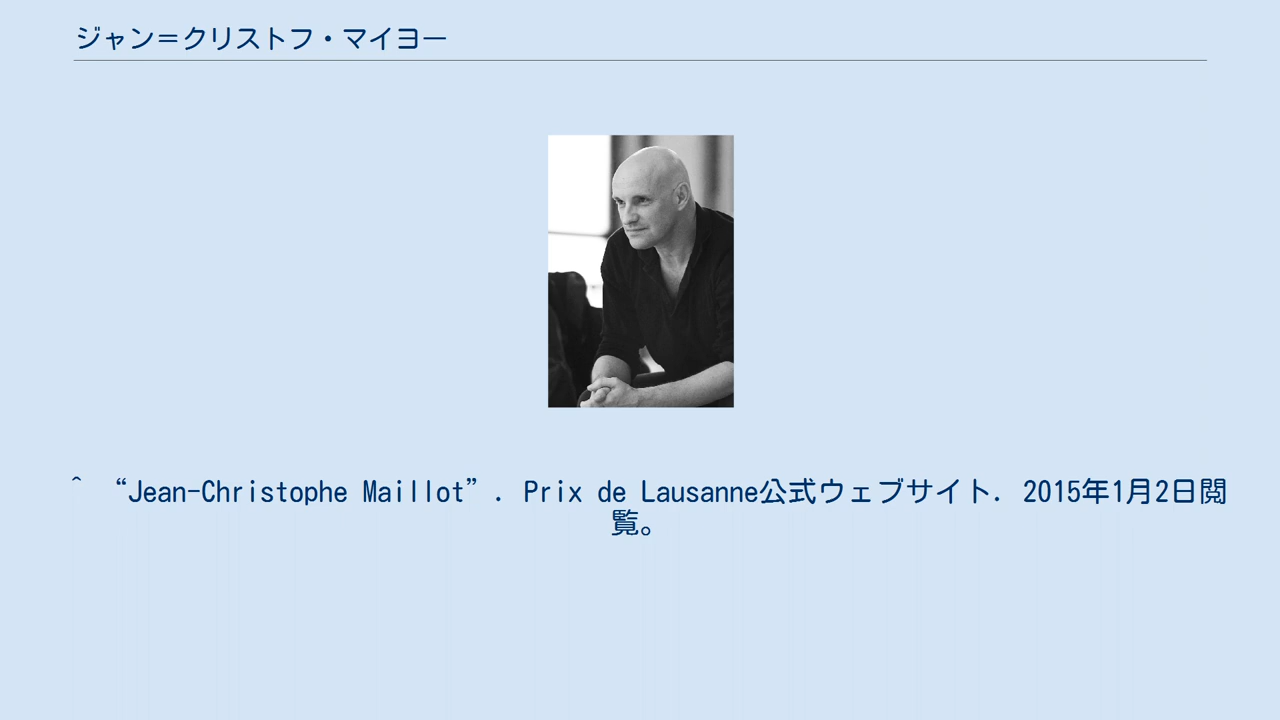 ジャン＝クリストフ・マイヨー
^ “Jean-Christophe Maillot”. Prix de Lausanne公式ウェブサイト. 2015年1月2日閲
覧。